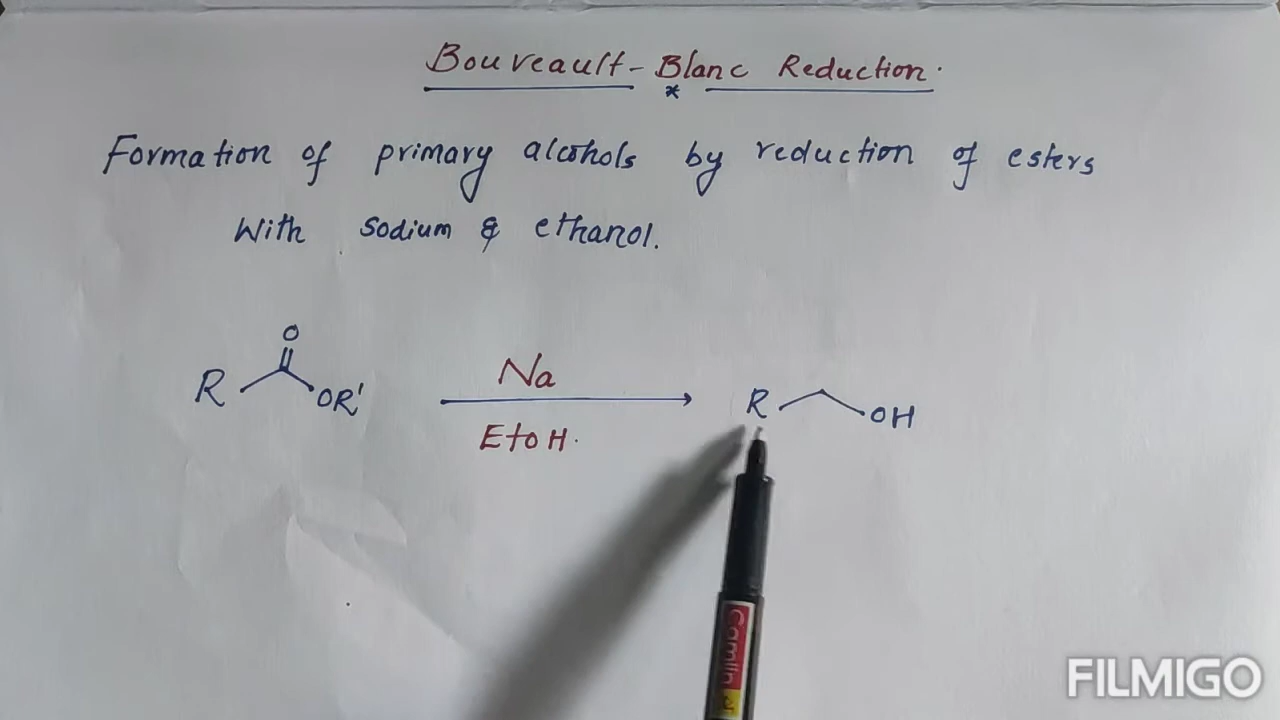 Bouveault-Blanc Reduction.
*
Formation of primary alcohols by reduction of esters
With sodium & ethanol.
O
R OR'
Na
EtOH.
R OH
Camlin
FILMIGO